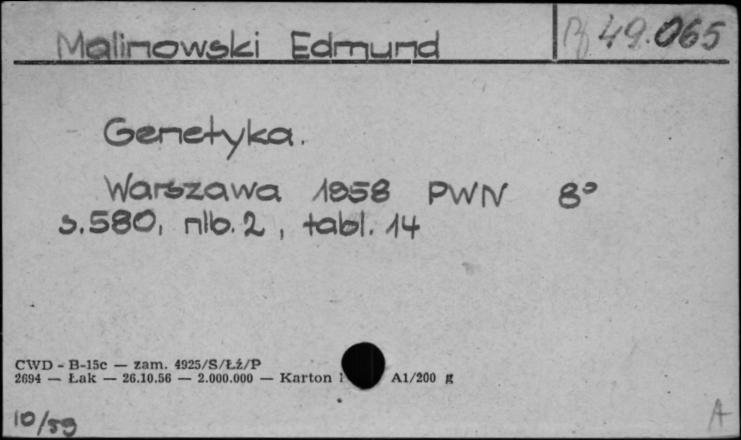 Malinowski Edmund 49.065
Genetyka.
Warszawa 1958 PWN 8°
s.580, nlb.2, tabl. 14
CWD - B-15c — zam. 4925/S/Łź/P
2694 — Łak — 26.10.56 — 2.000.000 — Karton A1/200 g
10/59
A